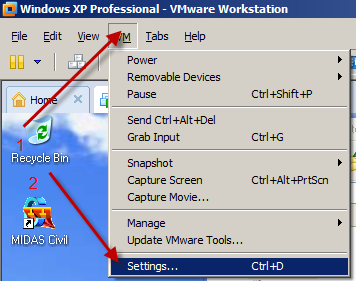 Windows XP Professional - VMware Workstation
File Edit View VM Tabs Help
Home
1
Recycle Bin
2
MIDAS Civil
Power
Removable Devices
Pause Ctrl+Shift+P
Send Ctrl+Alt+Del
Grab Input Ctrl+G
Snapshot
Capture Screen Ctrl+Alt+PrtScn
Capture Movie...
Manage
Update VMware Tools...
Settings... Ctrl+D